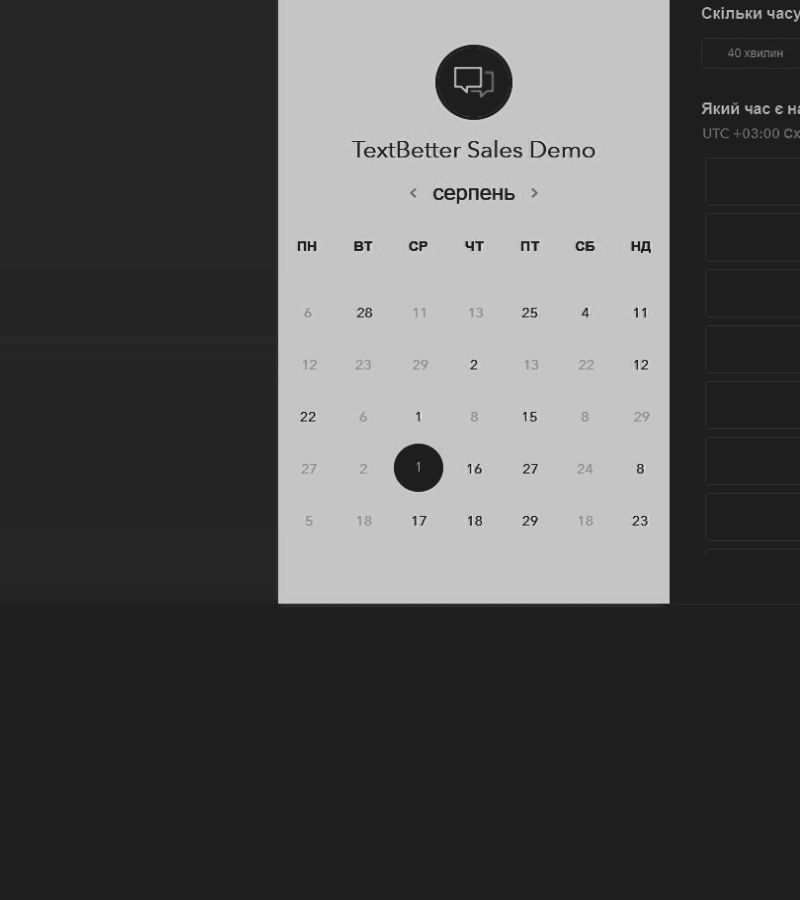 TextBetter Sales Demo
< серпень >
ПН ВТ СР ЧТ ПТ СБ НД
6 28 11 13 25 4 11
12 23 29 2 13 22 12
22 6 1 8 15 8 29
27 2 1 16 27 24 8
5 18 17 18 29 18 23
Скільки часу
40 хвилин
Який час є
UTC +03:00